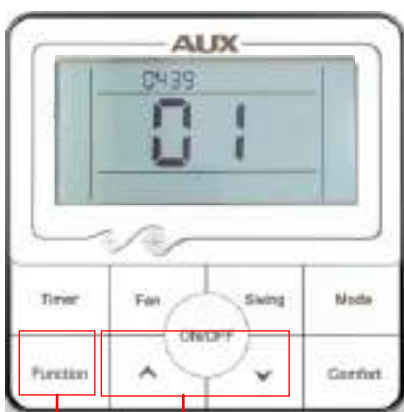 AUX
0439
01
Timer Fan Swing Mode
ON/OFF
Function Comfort